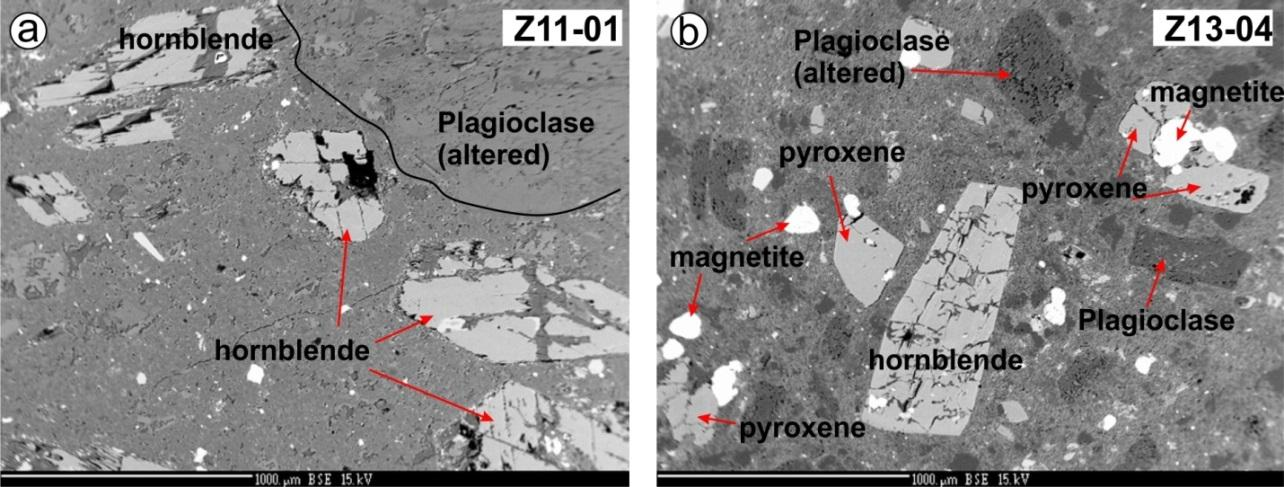 a
Z11-01
hornblende
Plagioclase
(altered)
hornblende
1000.µm BSE 15.kV
b
Z13-04
Plagioclase
(altered)
magnetite
pyroxene
pyroxene
magnetite
Plagioclase
hornblende
pyroxene
1000.µm BSE 15.kV